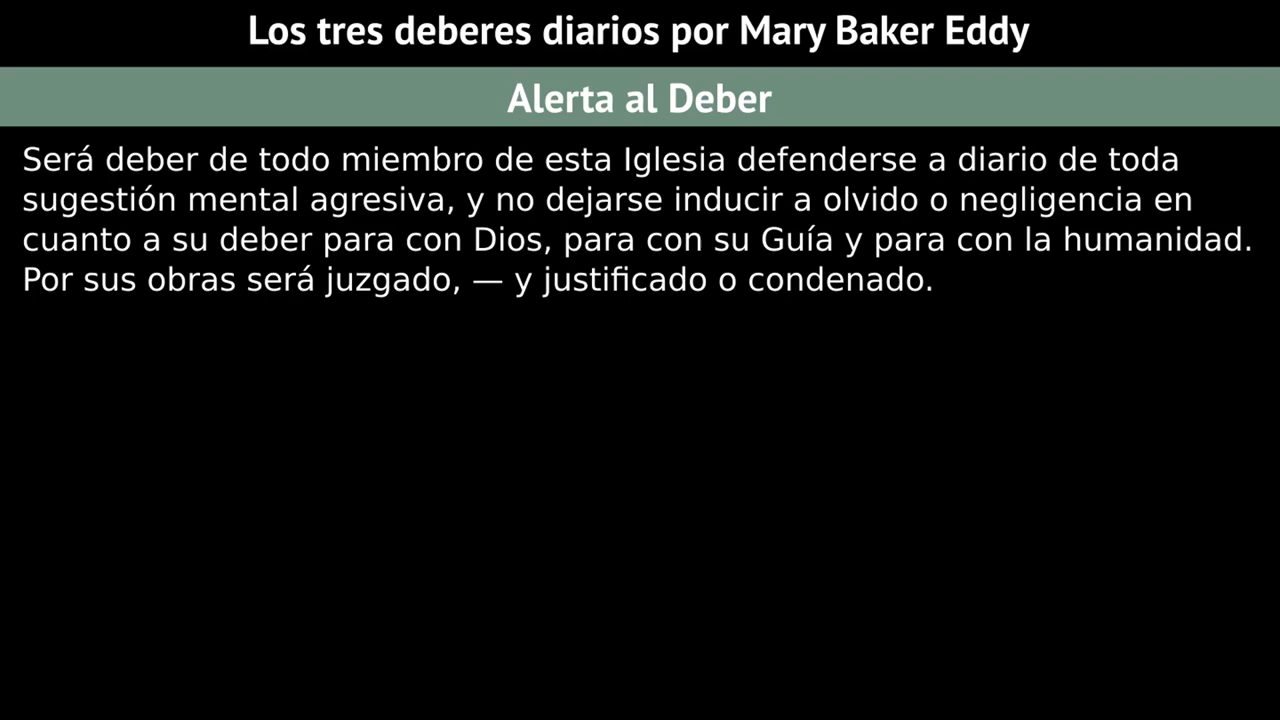 Los tres deberes diarios por Mary Baker Eddy
Alerta al Deber
Será deber de todo miembro de esta Iglesia defenderse a diario de toda
sugestión mental agresiva, y no dejarse inducir a olvido o negligencia en
cuanto a su deber para con Dios, para con su Guía y para con la humanidad.
Por sus obras será juzgado, — y justificado o condenado.